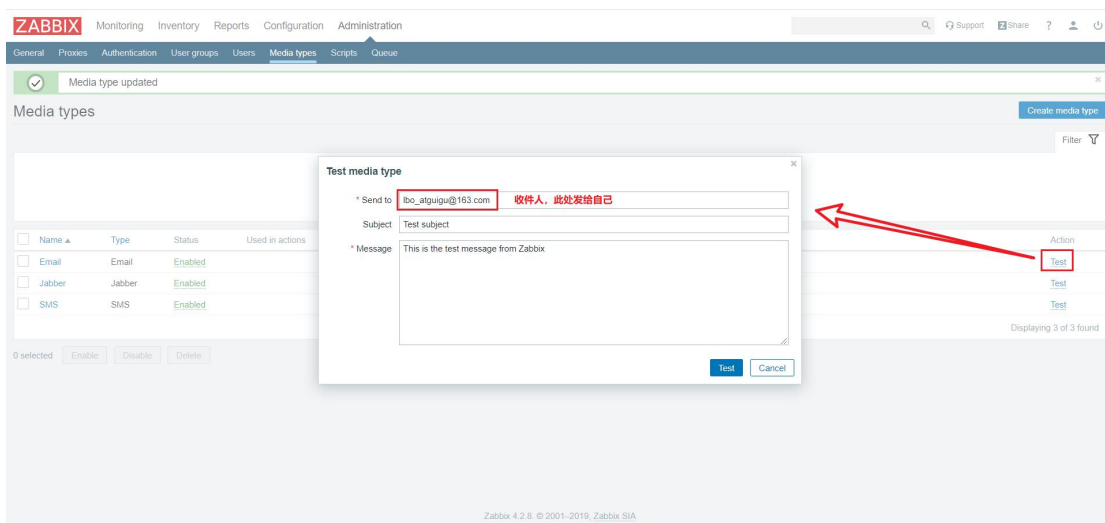 ZABBIX Monitoring Inventory Reports Configuration Administration Support Z Share ?
General Proxies Authentication User groups Users Media types Scripts Queue
Media type updated
Media types Create media type
Filter
Test media type
* Send to lbo_atguigu@163.com 收件人，此处发给自己
Subject Test subject
* Message This is the test message from Zabbix
Name Type Status Used in actions Action
Email Email Enabled Test
Jabber Jabber Enabled Test
SMS SMS Enabled Test
Displaying 3 of 3 found
0 selected Enable Disable Delete
Test Cancel
Zabbix 4.2.8. © 2001–2019, Zabbix SIA